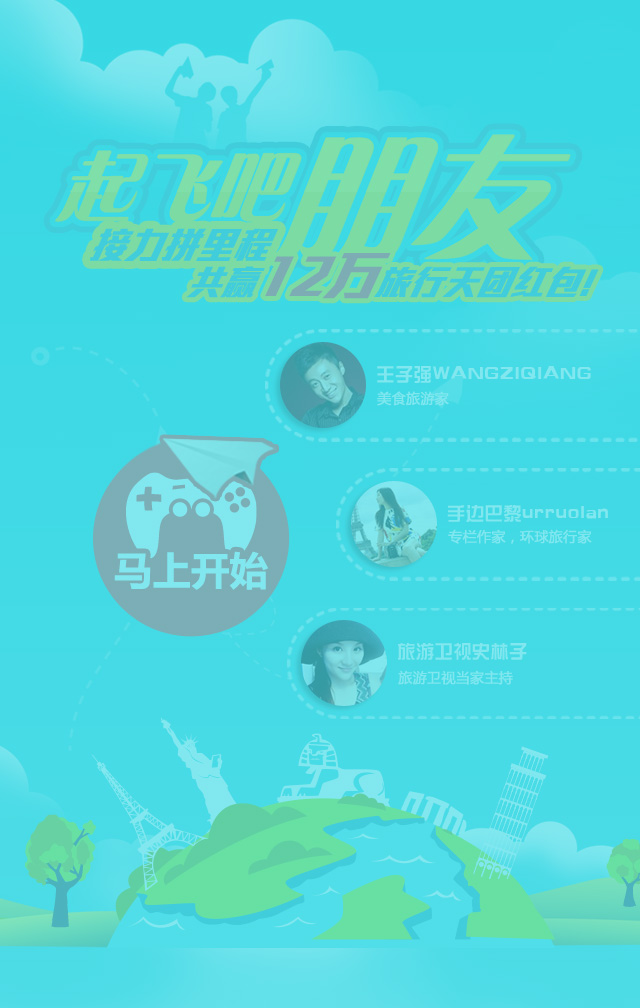 起飞吧朋友
接力拼里程
共赢12万旅行天团红包!
王子强WANGZIQIANG
美食旅游家
手边巴黎urruolan
专栏作家，环球旅行家
马上开始
旅游卫视史林子
旅游卫视当家主持